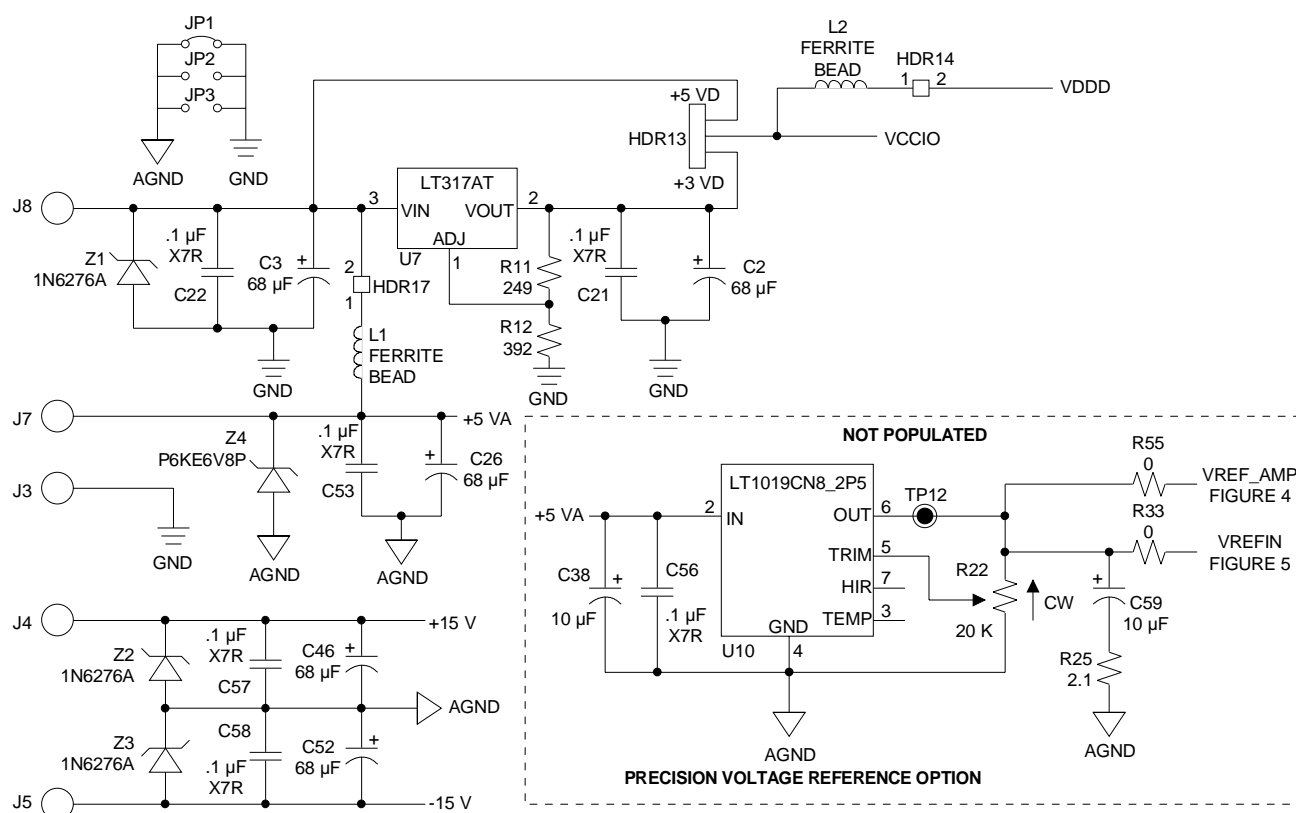 JP1
JP2
JP3
AGND
GND
L2
FERRITE
BEAD
HDR14
1
2
VDDD
+5 VD
HDR13
VCCIO
+3 VD
J8
3
LT317AT
VIN
VOUT
ADJ
2
U7
1
Z1
1N6276A
.1 µF
X7R
C22
+
C3
68 µF
2
HDR17
1
R11
249
.1 µF
X7R
C21
+
C2
68 µF
R12
392
L1
FERRITE
BEAD
GND
GND
GND
J7
+5 VA
Z4
P6KE6V8P
.1 µF
X7R
C53
+
C26
68 µF
J3
GND
AGND
AGND
NOT POPULATED
LT1019CN8_2P5
+5 VA
2
IN
OUT
6
TP12
R55
0
VREF_AMP
FIGURE 4
R33
0
VREFIN
FIGURE 5
TRIM
5
HIR
7
TEMP
3
GND
U10
4
C38
+
10 µF
C56
.1 µF
X7R
R22
CW
20 K
+
C59
10 µF
R25
2.1
AGND
AGND
PRECISION VOLTAGE REFERENCE OPTION
J4
+15 V
Z2
1N6276A
.1 µF
X7R
C57
C46
+
68 µF
AGND
Z3
1N6276A
C58
.1 µF
X7R
C52
+
68 µF
J5
-15 V